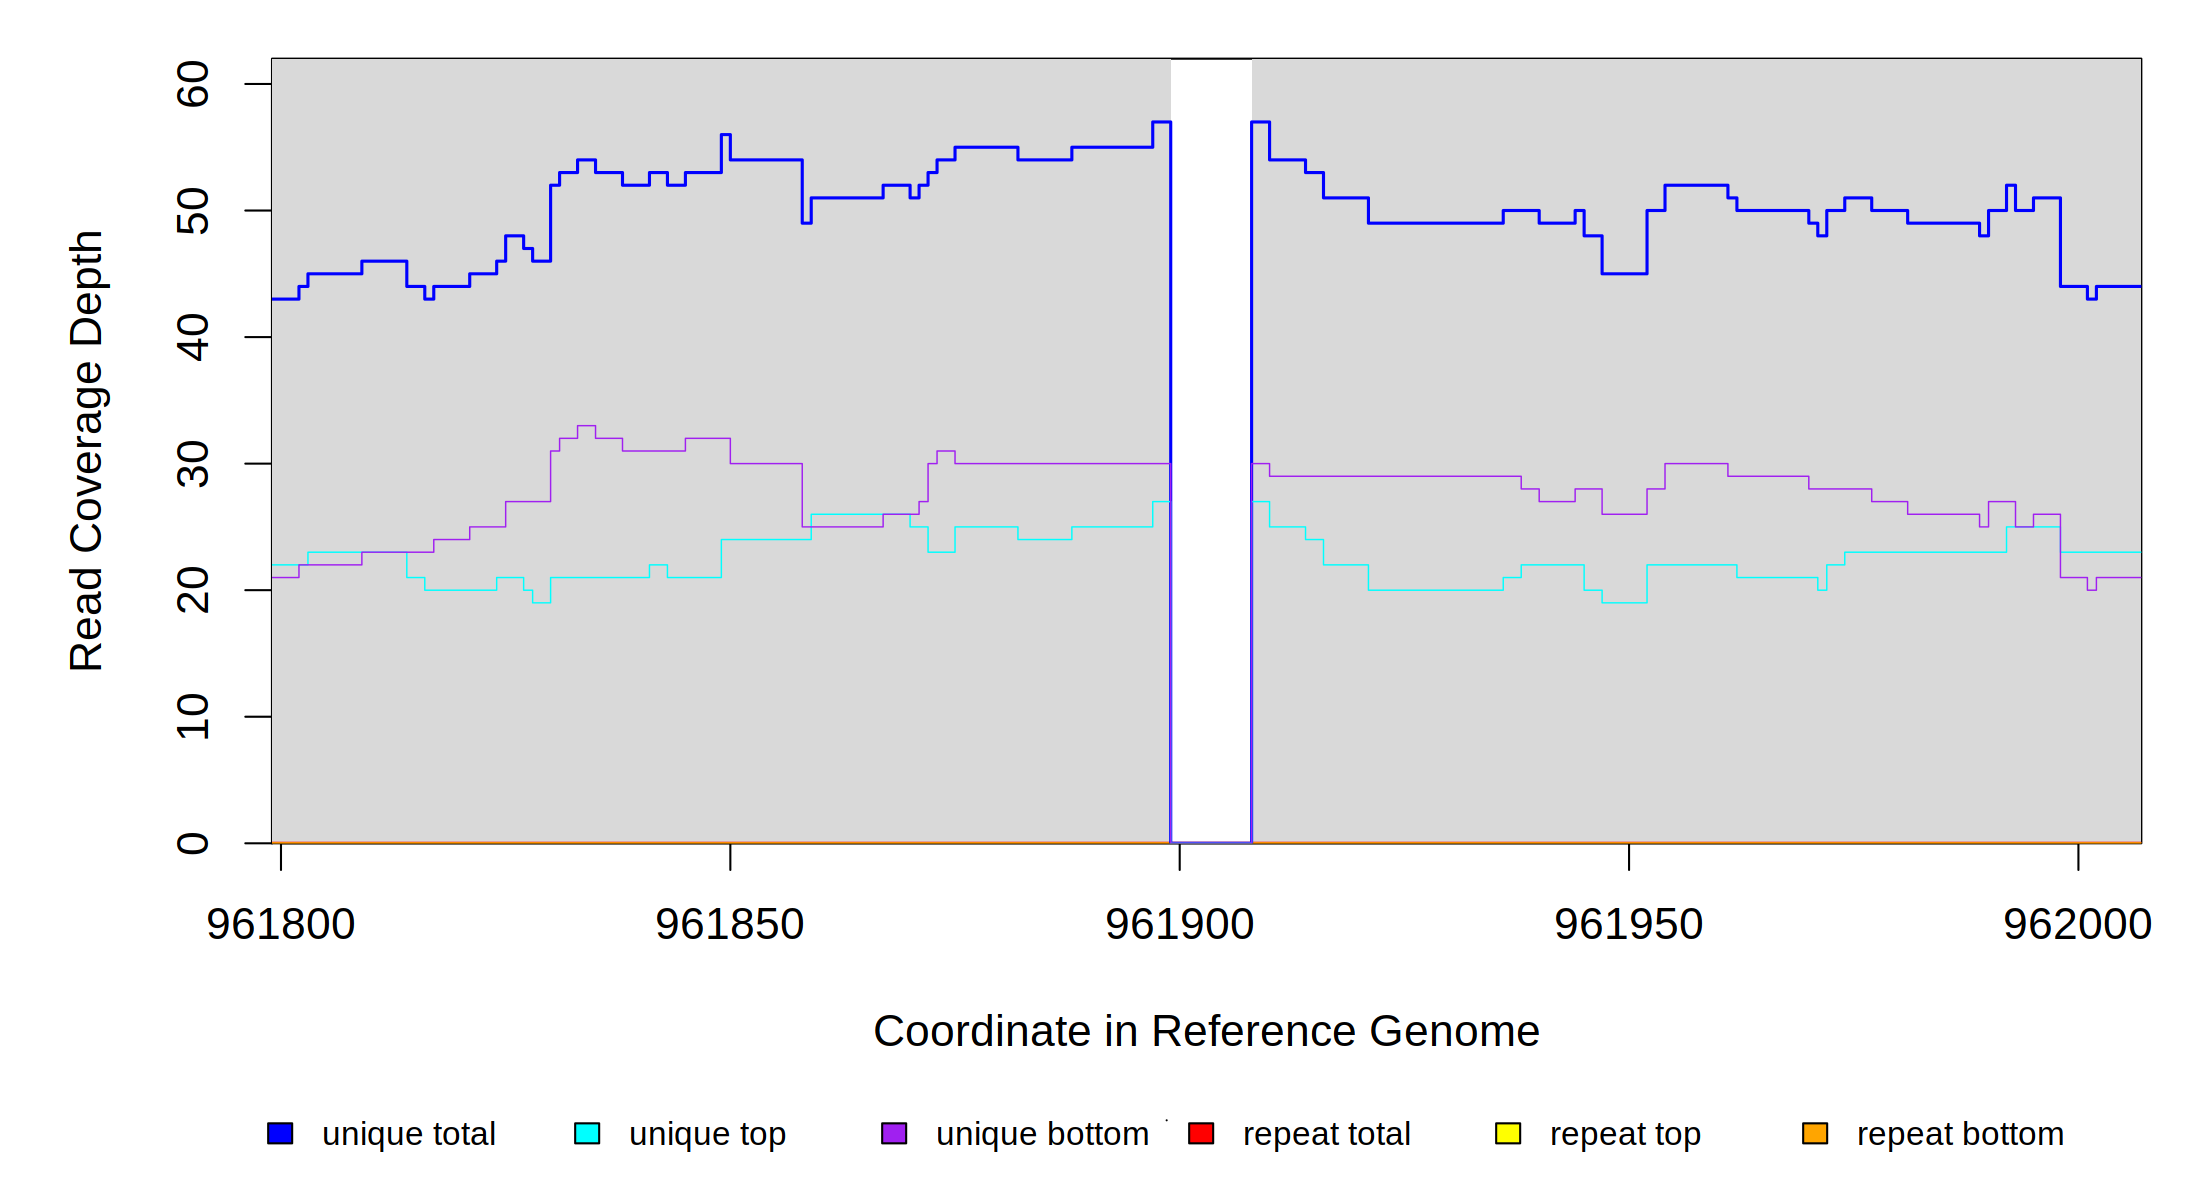 60
50
40
30
20
10
0
Read Coverage Depth
961800 961850 961900 961950 962000
Coordinate in Reference Genome
unique total unique top unique bottom repeat total repeat top repeat bottom